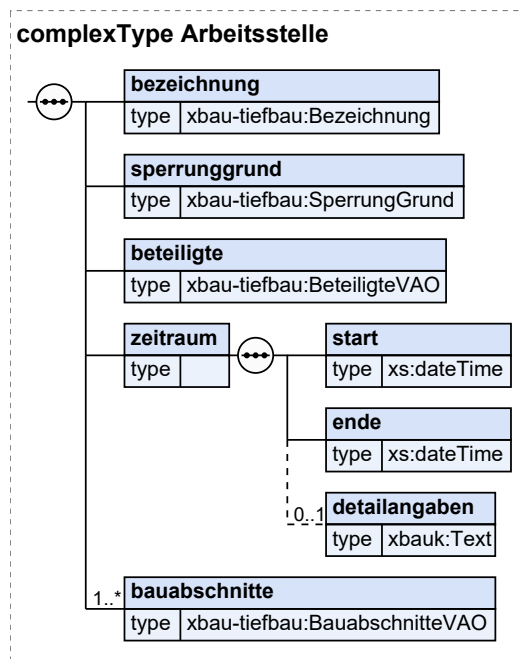 complexType Arbeitsstelle
bezeichnung
type xbau-tiefbau:Bezeichnung
sperrunggrund
type xbau-tiefbau:SperrungGrund
beteiligte
type xbau-tiefbau:BeteiligteVAO
zeitraum
type
start
type xs:dateTime
ende
type xs:dateTime
0..1
detailangaben
type xbauk:Text
1..*
bauabschnitte
type xbau-tiefbau:BauabschnitteVAO